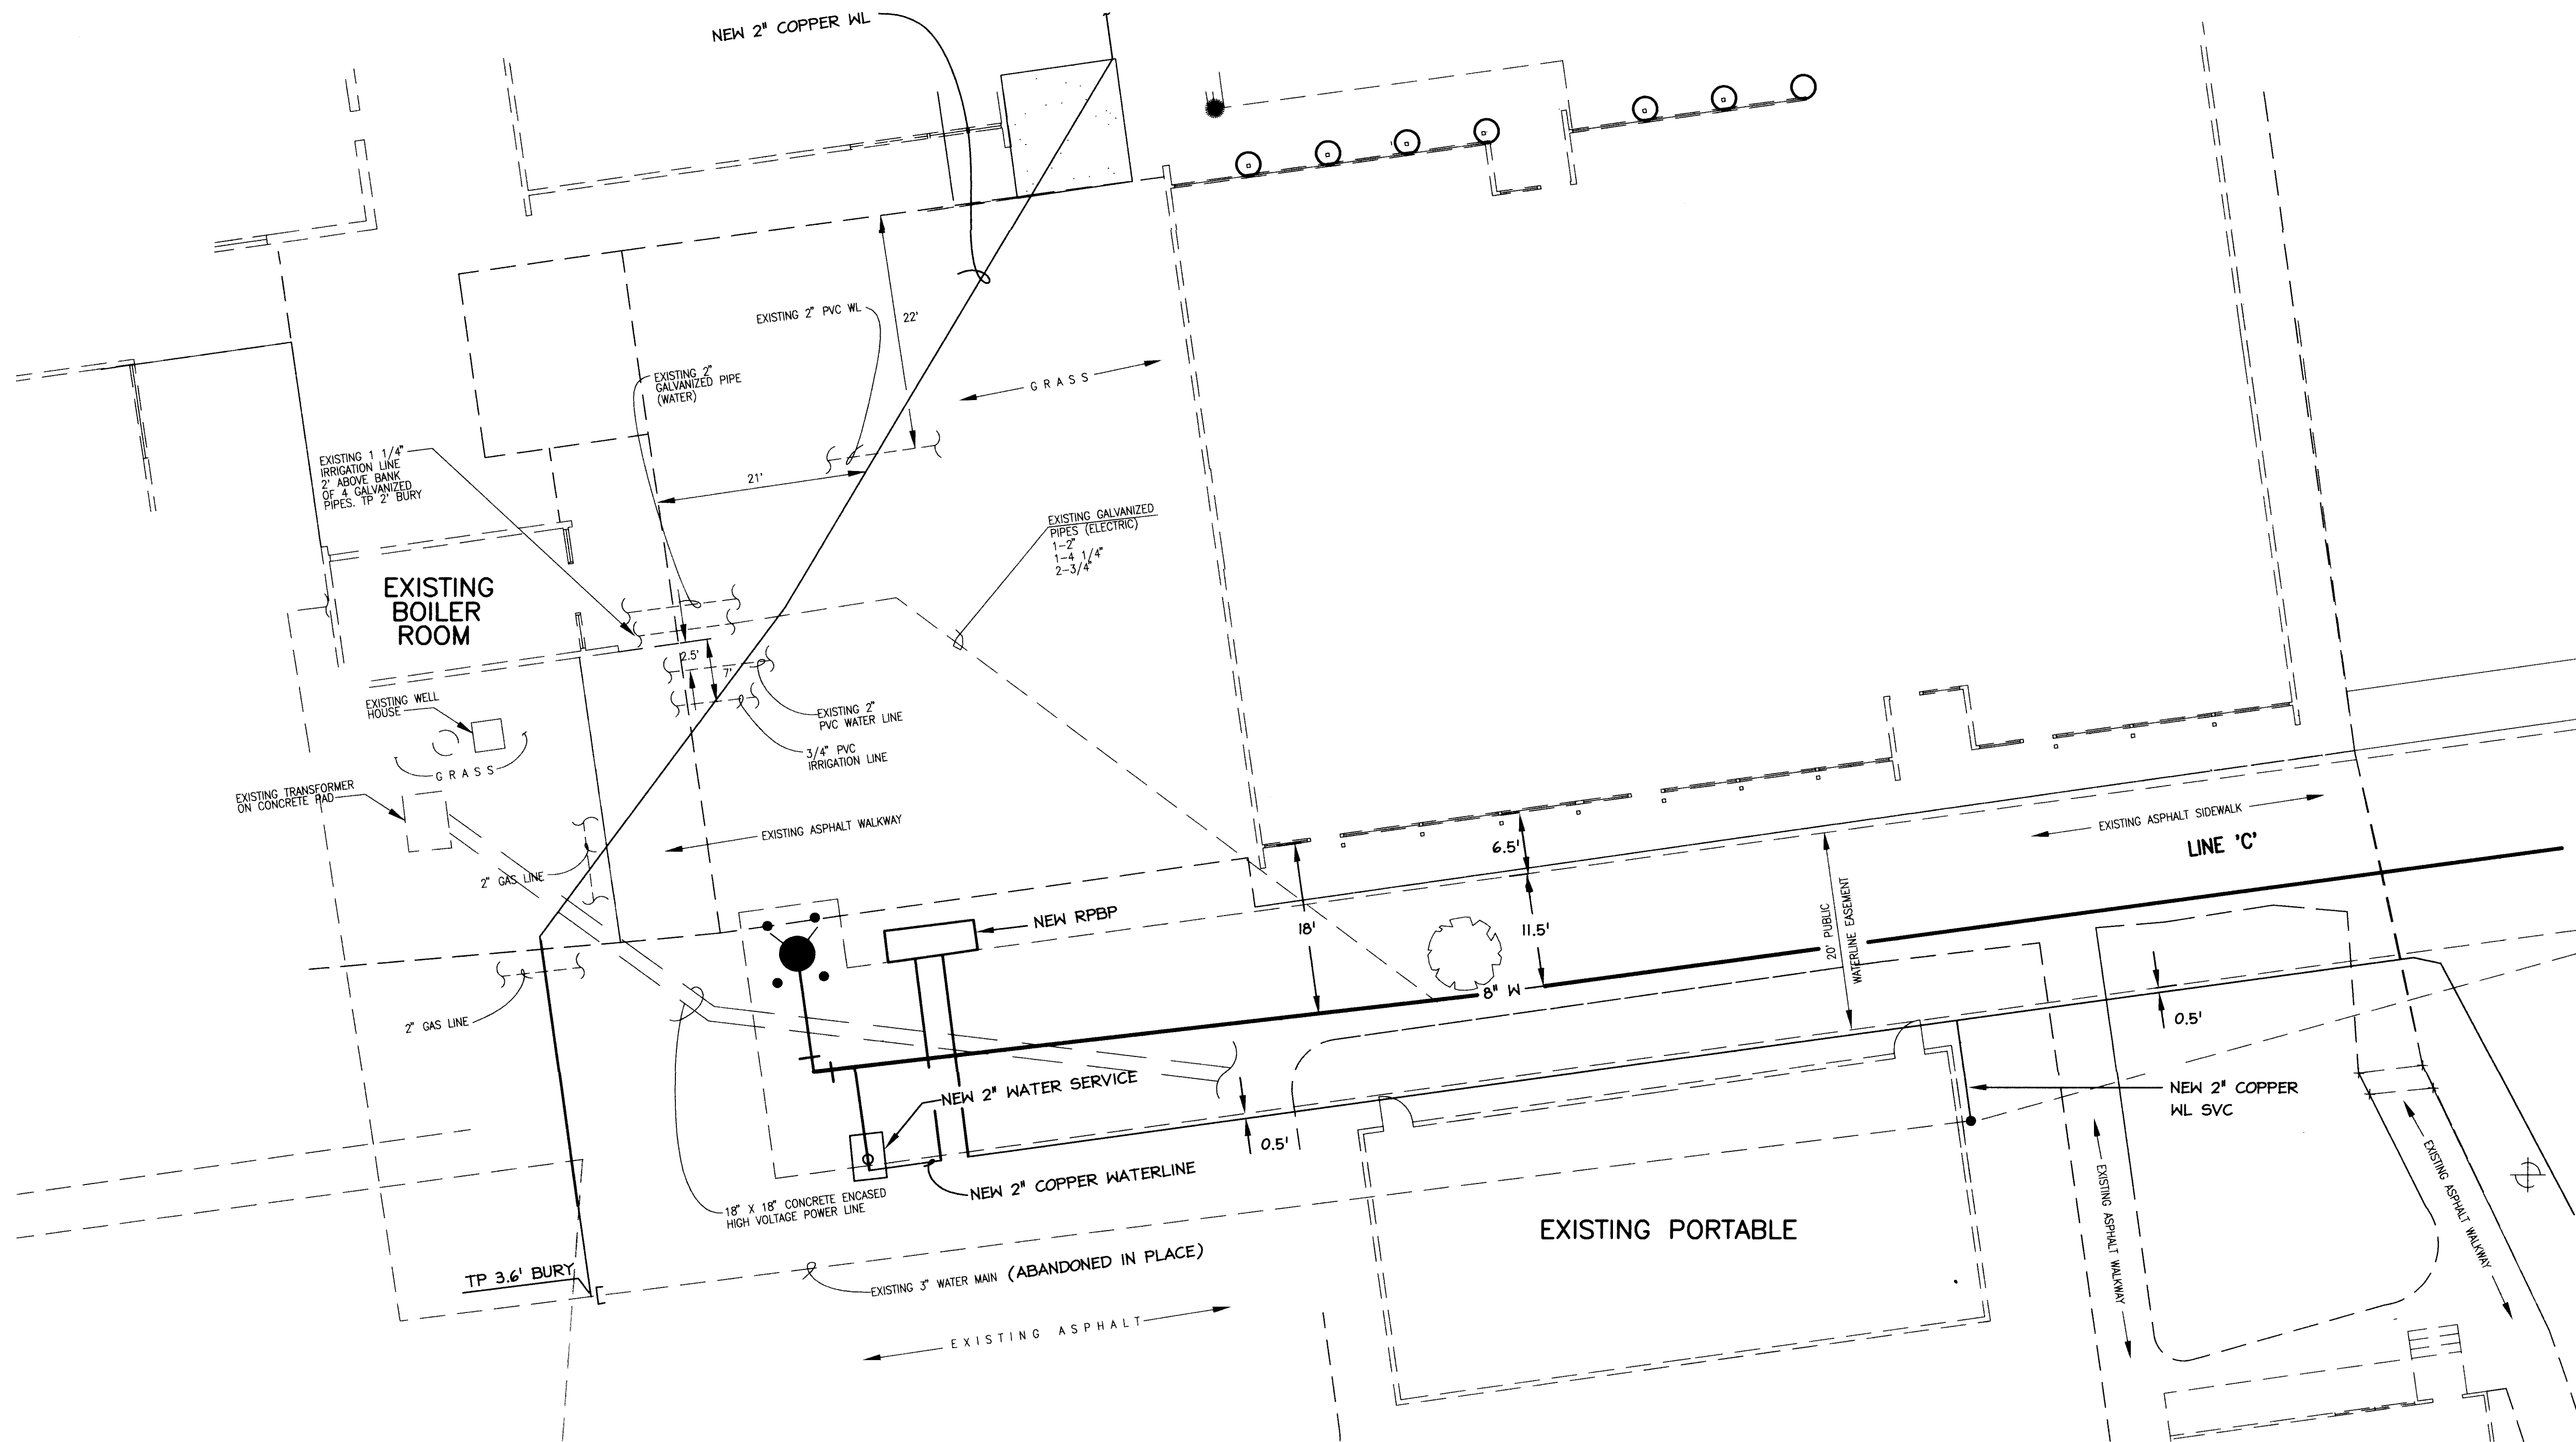 NEW 2" COPPER WL
EXISTING 2" PVC WL
22'
EXISTING 2"
GALVANIZED PIPE
(WATER)
GRASS
EXISTING 1 1/4"
IRRIGATION LINE
2' ABOVE BANK
OF 4 GALVANIZED
PIPES. TP 2' BURY
21'
EXISTING GALVANIZED
PIPES (ELECTRIC)
1-2"
1-4 1/4"
2-3/4"
EXISTING
BOILER
ROOM
2.5'
7'
EXISTING WELL
HOUSE
EXISTING 2"
PVC WATER LINE
3/4" PVC
IRRIGATION LINE
GRASS
EXISTING TRANSFORMER
ON CONCRETE PAD
EXISTING ASPHALT WALKWAY
2" GAS LINE
6.5'
EXISTING ASPHALT SIDEWALK
LINE 'C'
NEW RPBP
18'
11.5'
20' PUBLIC
WATERLINE EASEMENT
8" W
2" GAS LINE
0.5'
NEW 2" WATER SERVICE
NEW 2" COPPER
WL SVC
0.5'
NEW 2" COPPER WATERLINE
18" X 18" CONCRETE ENCASED
HIGH VOLTAGE POWER LINE
EXISTING PORTABLE
EXISTING ASPHALT WALKWAY
EXISTING ASPHALT WALKWAY
TP 3.6' BURY
EXISTING 3" WATER MAIN (ABANDONED IN PLACE)
EXISTING ASPHALT